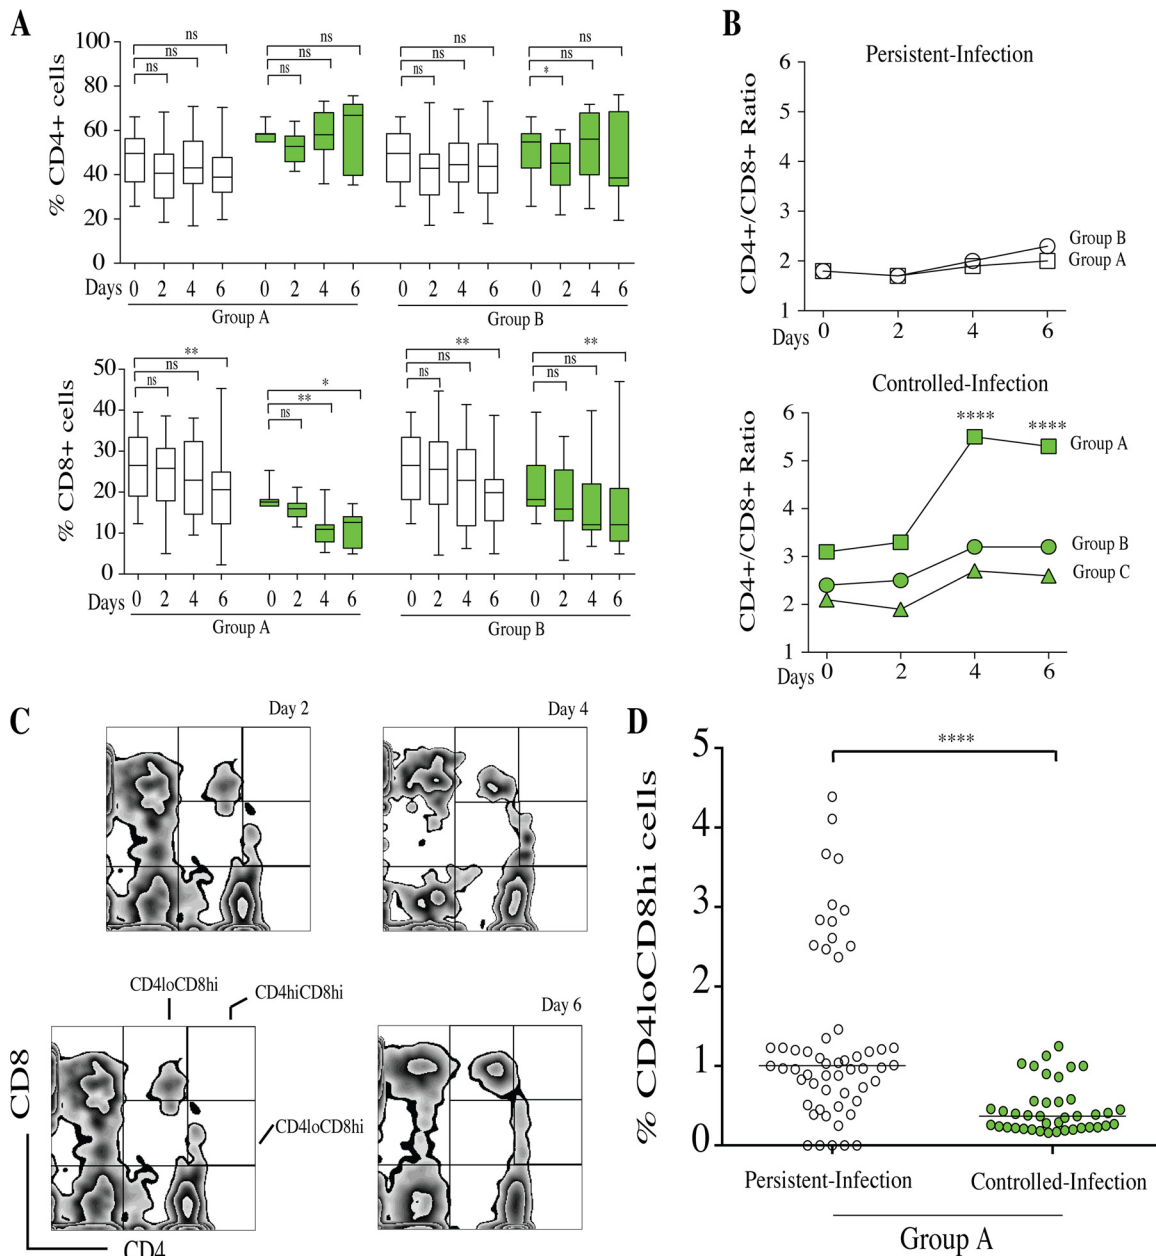 A
% CD4+ cells
100
80
60
40
20
0
ns
ns
ns
ns
ns
ns
ns
ns
ns
ns
ns
*
Days 0 2 4 6 0 2 4 6 0 2 4 6 0 2 4 6
Group A
Group B
% CD8+ cells
50
40
30
20
10
0
**
ns
ns
*
**
ns
**
ns
ns
**
ns
ns
Days 0 2 4 6 0 2 4 6 0 2 4 6 0 2 4 6
Group A
Group B
B
Persistent-Infection
CD4+/CD8+ Ratio
6
5
4
3
2
1
Group B
Group A
Days 0 2 4 6
Controlled-Infection
CD4+/CD8+ Ratio
6
5
4
3
2
1
**** ****
Group A
Group B
Group C
Days 0 2 4 6
C
Day 2
Day 4
CD4loCD8hi
CD4hiCD8hi
CD4loCD8hi
Day 6
CD8
CD4
D
% CD4loCD8hi cells
5
4
3
2
1
0
****
Persistent-Infection
Controlled-Infection
Group A